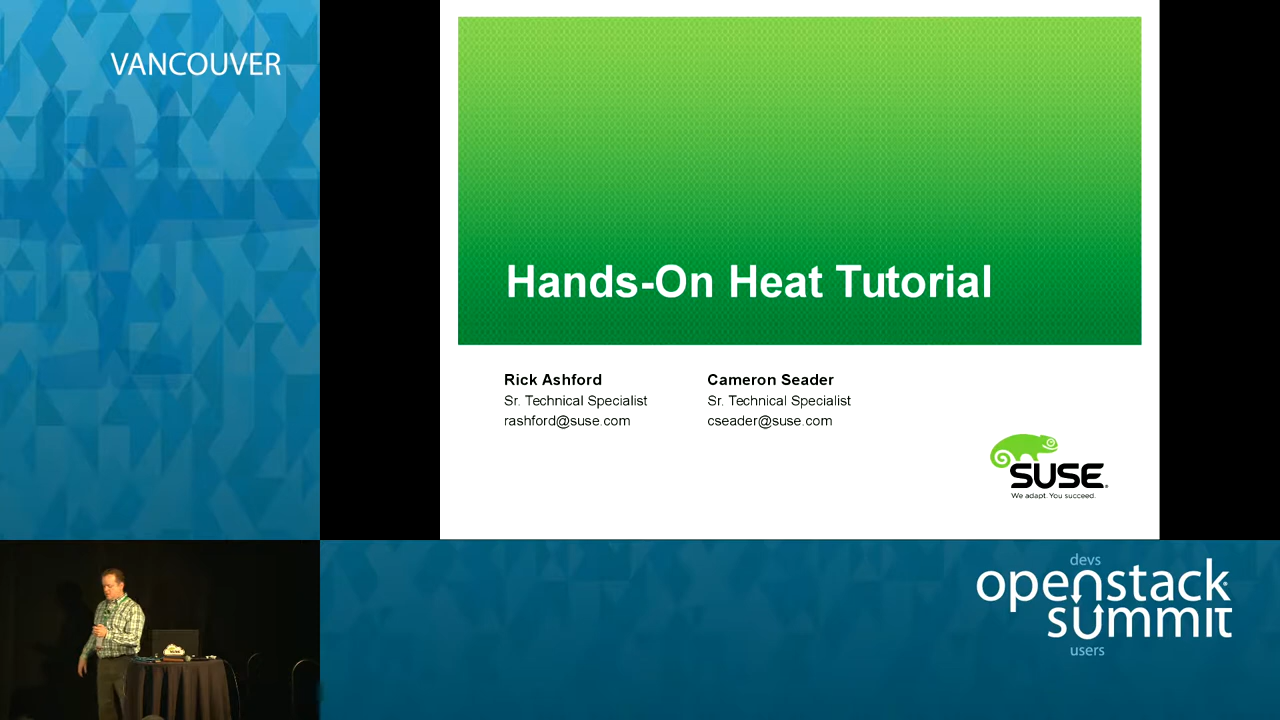 VANCOUVER
Hands-On Heat Tutorial
Rick Ashford
Sr. Technical Specialist
rashford@suse.com
Cameron Seader
Sr. Technical Specialist
cseader@suse.com
SUSE
We adapt. You succeed.
devs
openstack
summit
users